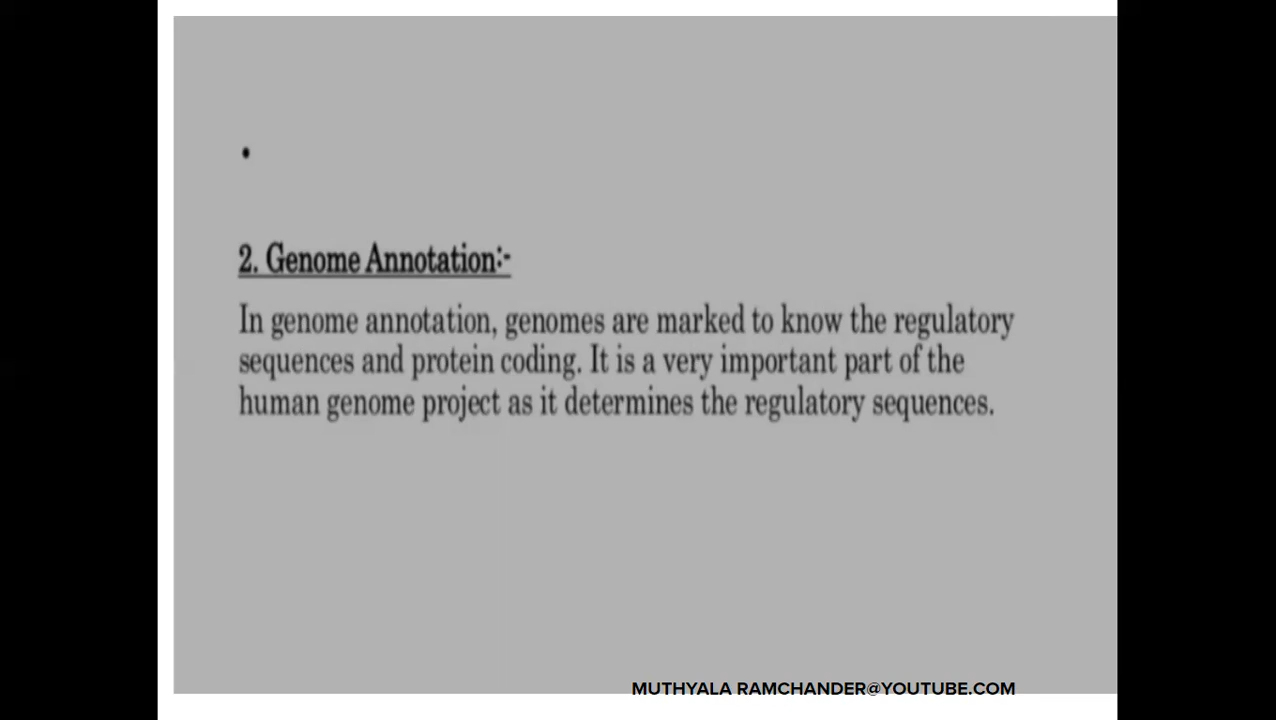 •
2. Genome Annotation:-
In genome annotation, genomes are marked to know the regulatory
sequences and protein coding. It is a very important part of the
human genome project as it determines the regulatory sequences.
MUTHYALA RAMCHANDER@YOUTUBE.COM